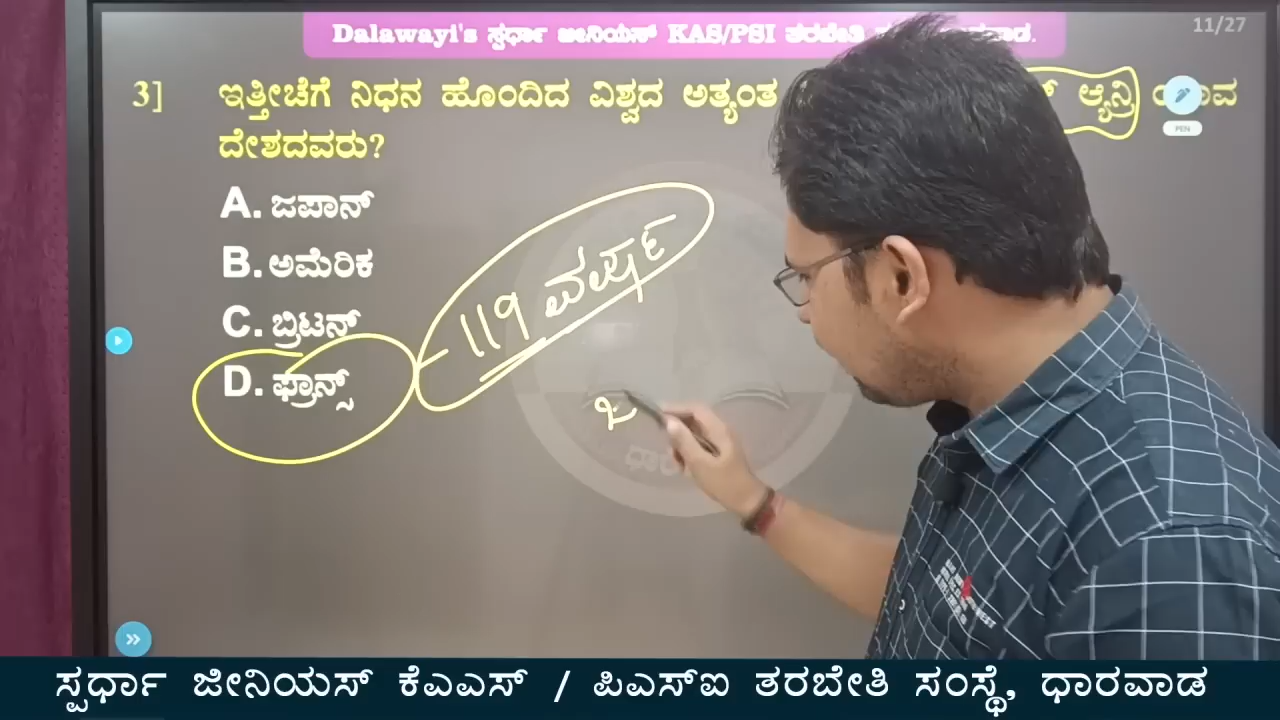 11/27
Dalawayi's ಸ್ಪರ್ಧಾ ಜೀನಿಯಸ್ KAS/PSI ತರಬೇತಿ
3] ಇತ್ತೀಚೆಗೆ ನಿಧನ ಹೊಂದಿದ ವಿಶ್ವದ ಅತ್ಯಂತ ಆ್ಯನ್ರಿ
ದೇಶದವರು?
PEN
A. ಜಪಾನ್
B. ಅಮೆರಿಕ
C. ಬ್ರಿಟನ್
D. ಫ್ರಾನ್ಸ್
119 ವರ್ಷ
ಸ್ಪರ್ಧಾ ಜೀನಿಯಸ್ ಕೆಎಎಸ್ / ಪಿಎಸ್ಐ ತರಬೇತಿ ಸಂಸ್ಥೆ, ಧಾರವಾಡ